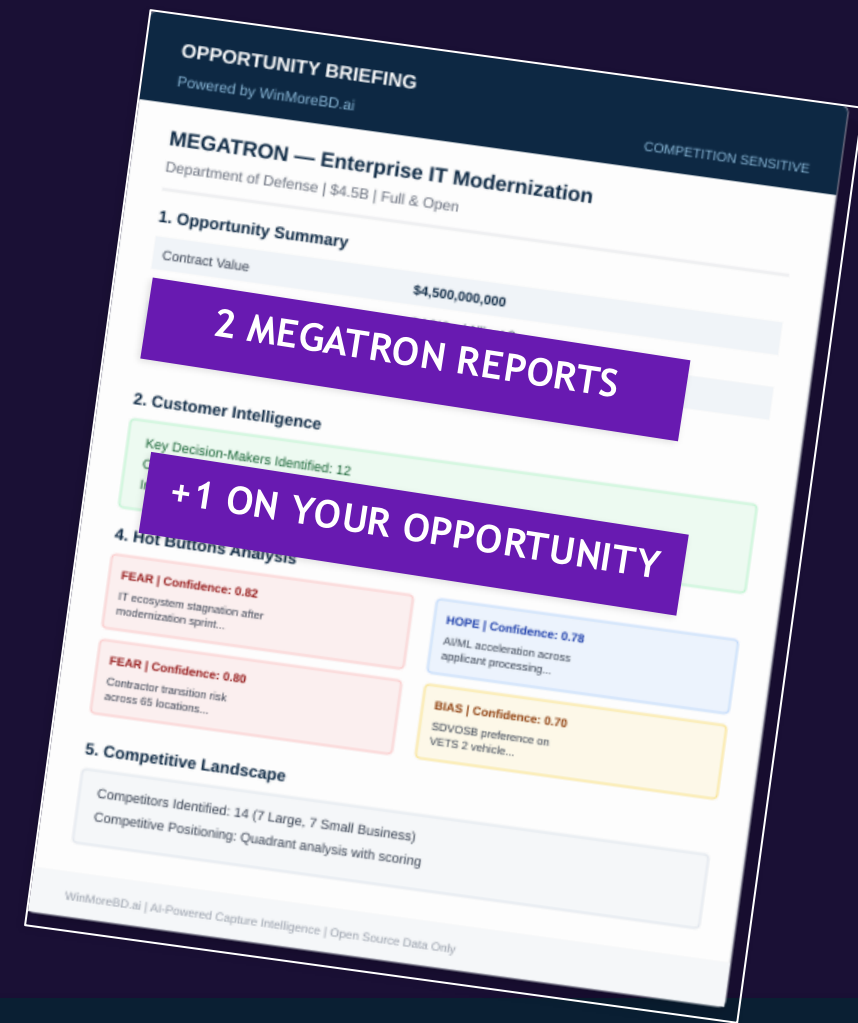 OPPORTUNITY BRIEFING
Powered by WinMoreBD.ai
COMPETITION SENSITIVE
MEGATRON — Enterprise IT Modernization
Department of Defense | $4.5B | Full & Open
1. Opportunity Summary
Contract Value
$4,500,000,000
2 MEGATRON REPORTS
2. Customer Intelligence
Key Decision-Makers Identified: 12
+1 ON YOUR OPPORTUNITY
4. Hot Buttons Analysis
FEAR | Confidence: 0.82
IT ecosystem stagnation after
modernization sprint...
HOPE | Confidence: 0.78
AI/ML acceleration across
applicant processing...
FEAR | Confidence: 0.80
Contractor transition risk
across 65 locations...
BIAS | Confidence: 0.70
SDVOSB preference on
VETS 2 vehicle...
5. Competitive Landscape
Competitors Identified: 14 (7 Large, 7 Small Business)
Competitive Positioning: Quadrant analysis with scoring
WinMoreBD.ai | AI-Powered Capture Intelligence | Open Source Data Only